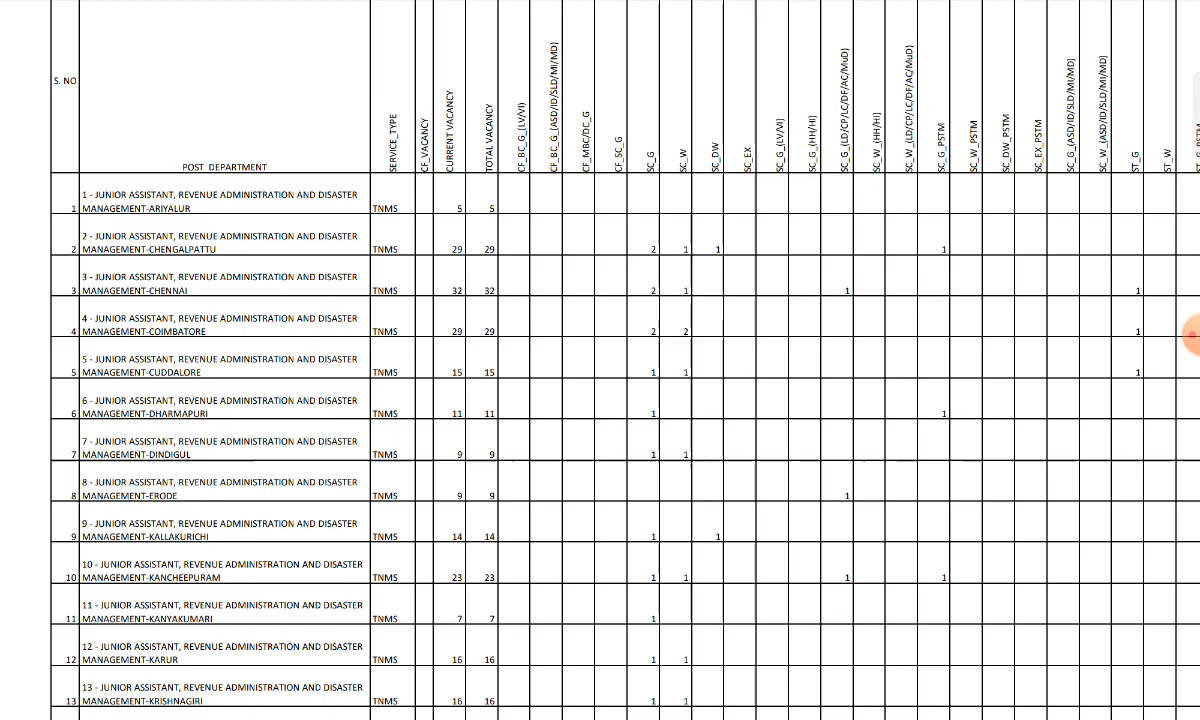 S. NO POST_DEPARTMENT SERVICE_TYPE CF_VACANCY CURRENT VACANCY TOTAL VACANCY CF_BC_G_(LV/VI) CF_BC_G_(ASD/ID/SLD/MI/MD) CF_MBC/DC_G CF_SC_G SC_G SC_W SC_DW SC_EX SC_G_(LV/VI) SC_G_(HH/HI) SC_G_(LD/CP/LC/DF/AC/MuD) SC_W_(HH/HI) SC_W_(LD/CP/LC/DF/AC/MuD) SC_G_PSTM SC_W_PSTM SC_DW_PSTM SC_EX_PSTM SC_G_(ASD/ID/SLD/MI/MD) SC_W_(ASD/ID/SLD/MI/MD) ST_G ST_W
1 - JUNIOR ASSISTANT, REVENUE ADMINISTRATION AND DISASTER
1 MANAGEMENT-ARIYALUR TNMS 5 5
2 - JUNIOR ASSISTANT, REVENUE ADMINISTRATION AND DISASTER
2 MANAGEMENT-CHENGALPATTU TNMS 29 29 2 1 1 1
3 - JUNIOR ASSISTANT, REVENUE ADMINISTRATION AND DISASTER
3 MANAGEMENT-CHENNAI TNMS 32 32 2 1 1 1
4 - JUNIOR ASSISTANT, REVENUE ADMINISTRATION AND DISASTER
4 MANAGEMENT-COIMBATORE TNMS 29 29 2 2 1
5 - JUNIOR ASSISTANT, REVENUE ADMINISTRATION AND DISASTER
5 MANAGEMENT-CUDDALORE TNMS 15 15 1 1 1
6 - JUNIOR ASSISTANT, REVENUE ADMINISTRATION AND DISASTER
6 MANAGEMENT-DHARMAPURI TNMS 11 11 1 1
7 - JUNIOR ASSISTANT, REVENUE ADMINISTRATION AND DISASTER
7 MANAGEMENT-DINDIGUL TNMS 9 9 1 1
8 - JUNIOR ASSISTANT, REVENUE ADMINISTRATION AND DISASTER
8 MANAGEMENT-ERODE TNMS 9 9 1
9 - JUNIOR ASSISTANT, REVENUE ADMINISTRATION AND DISASTER
9 MANAGEMENT-KALLAKURICHI TNMS 14 14 1 1
10 - JUNIOR ASSISTANT, REVENUE ADMINISTRATION AND DISASTER
10 MANAGEMENT-KANCHEEPURAM TNMS 23 23 1 1 1 1
11 - JUNIOR ASSISTANT, REVENUE ADMINISTRATION AND DISASTER
11 MANAGEMENT-KANYAKUMARI TNMS 7 7 1
12 - JUNIOR ASSISTANT, REVENUE ADMINISTRATION AND DISASTER
12 MANAGEMENT-KARUR TNMS 16 16 1 1
13 - JUNIOR ASSISTANT, REVENUE ADMINISTRATION AND DISASTER
13 MANAGEMENT-KRISHNAGIRI TNMS 16 16 1 1